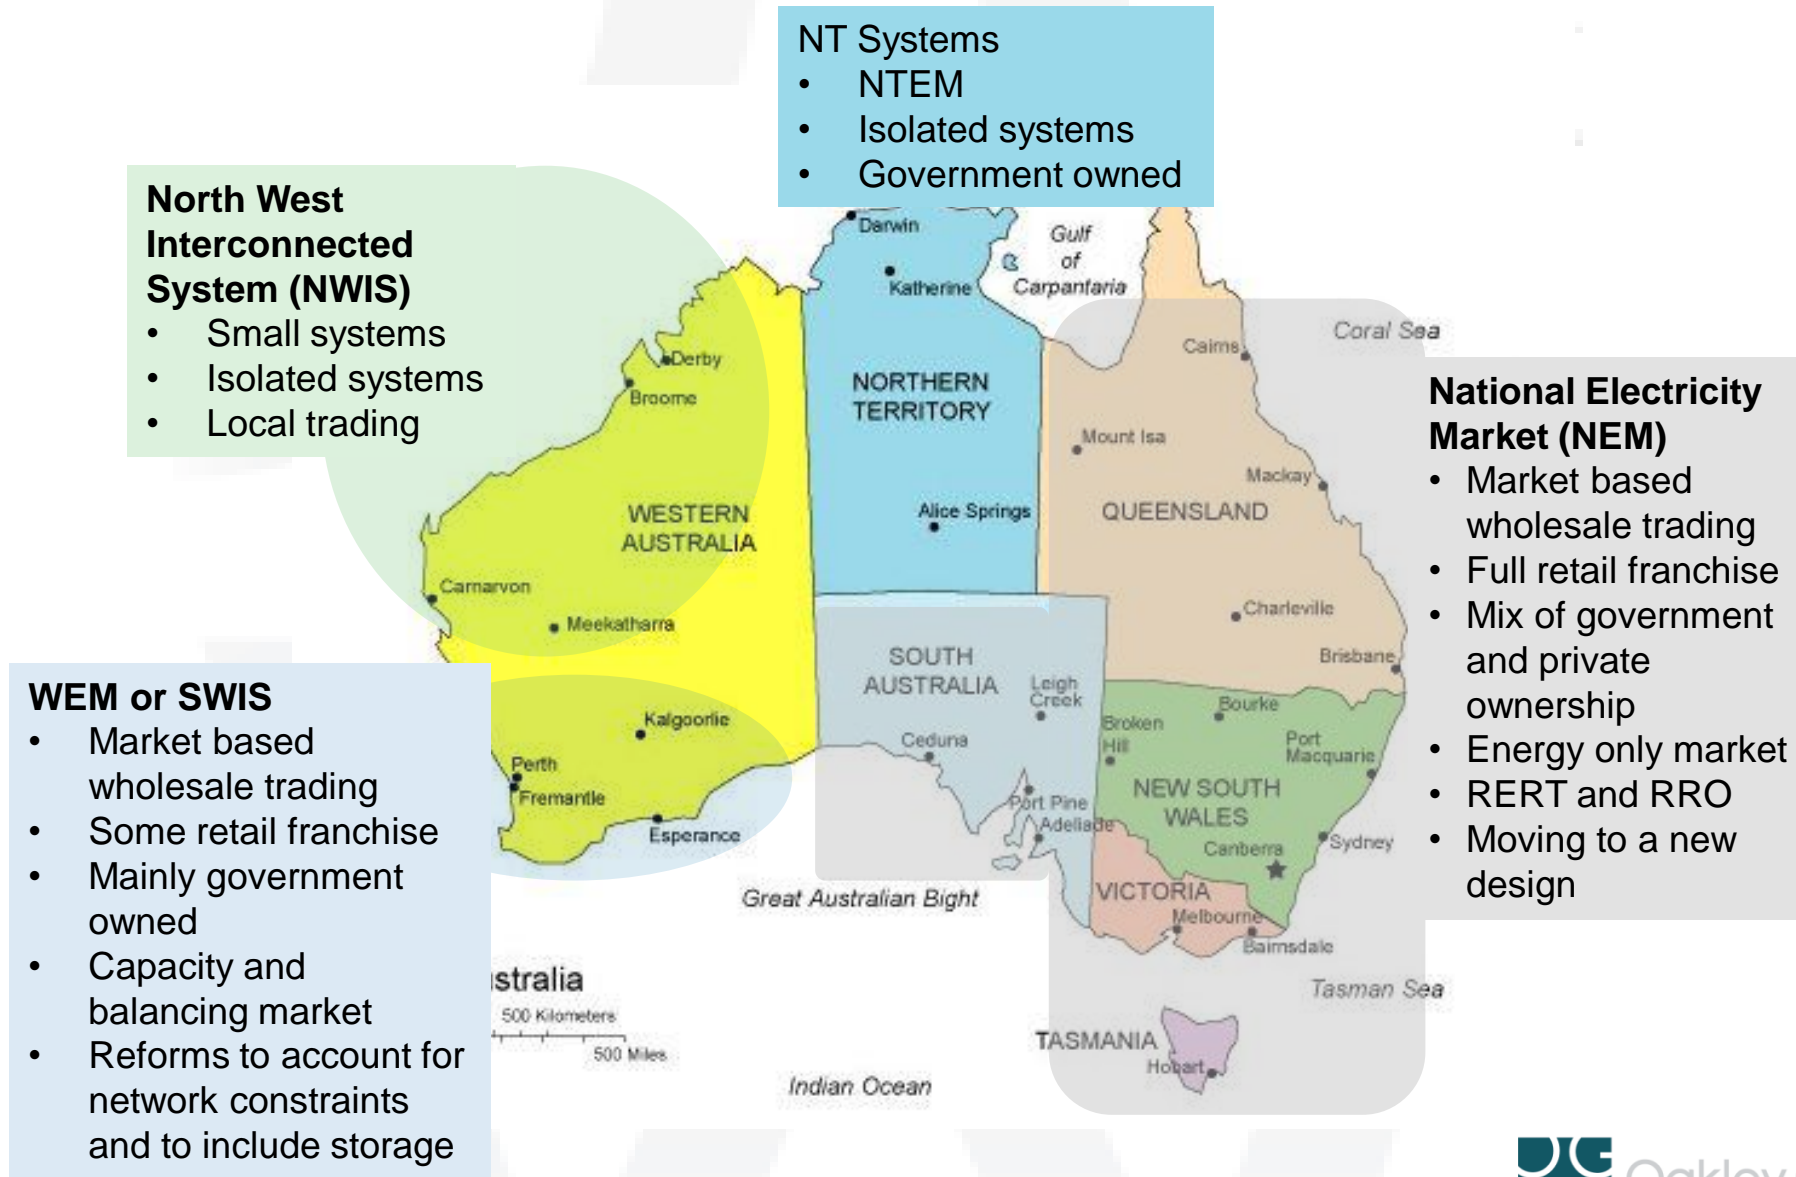 NT Systems
• NTEM
• Isolated systems
• Government owned
North West
Interconnected
System (NWIS)
• Small systems
• Isolated systems
• Local trading
National Electricity
Market (NEM)
• Market based
wholesale trading
• Full retail franchise
• Mix of government
and private
ownership
• Energy only market
• RERT and RRO
• Moving to a new
design
WEM or SWIS
• Market based
wholesale trading
• Some retail franchise
• Mainly government
owned
• Capacity and
balancing market
• Reforms to account for
network constraints
and to include storage
Darwin
Katherine
Gulf
of
Carpantaria
Coral Sea
Derby
Broome
NORTHERN
TERRITORY
Cairns
Mount Isa
Mackay
WESTERN
AUSTRALIA
Alice Springs
QUEENSLAND
Carnarvon
Meekatharra
Charleville
Brisbane
SOUTH
AUSTRALIA
Leigh
Creek
Kalgoorlie
Ceduna
Broken
Hill
Bourke
Port
Macquarie
Perth
Fremantle
Esperance
Port Pine
Adeliade
NEW SOUTH
WALES
Canberra
Sydney
Great Australian Bight
VICTORIA
Melbourne
Bairnsdale
stralia
500 Kilometers
500 Miles
Tasman Sea
TASMANIA
Hobart
Indian Ocean
Oakley